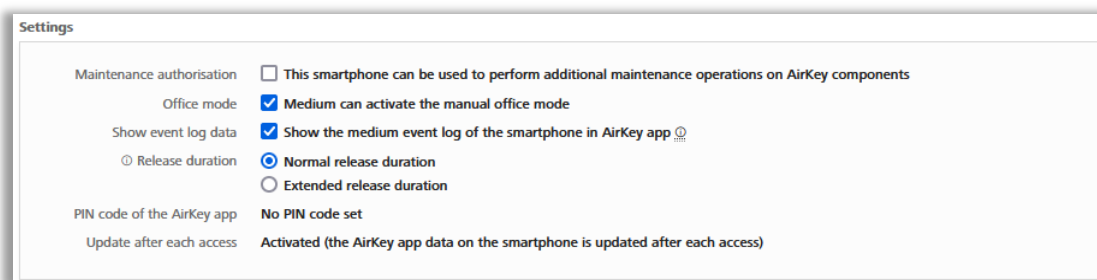 Settings
Maintenance authorisation This smartphone can be used to perform additional maintenance operations on AirKey components
Office mode Medium can activate the manual office mode
Show event log data Show the medium event log of the smartphone in AirKey app ⓘ
ⓘ Release duration Normal release duration
Extended release duration
PIN code of the AirKey app No PIN code set
Update after each access Activated (the AirKey app data on the smartphone is updated after each access)